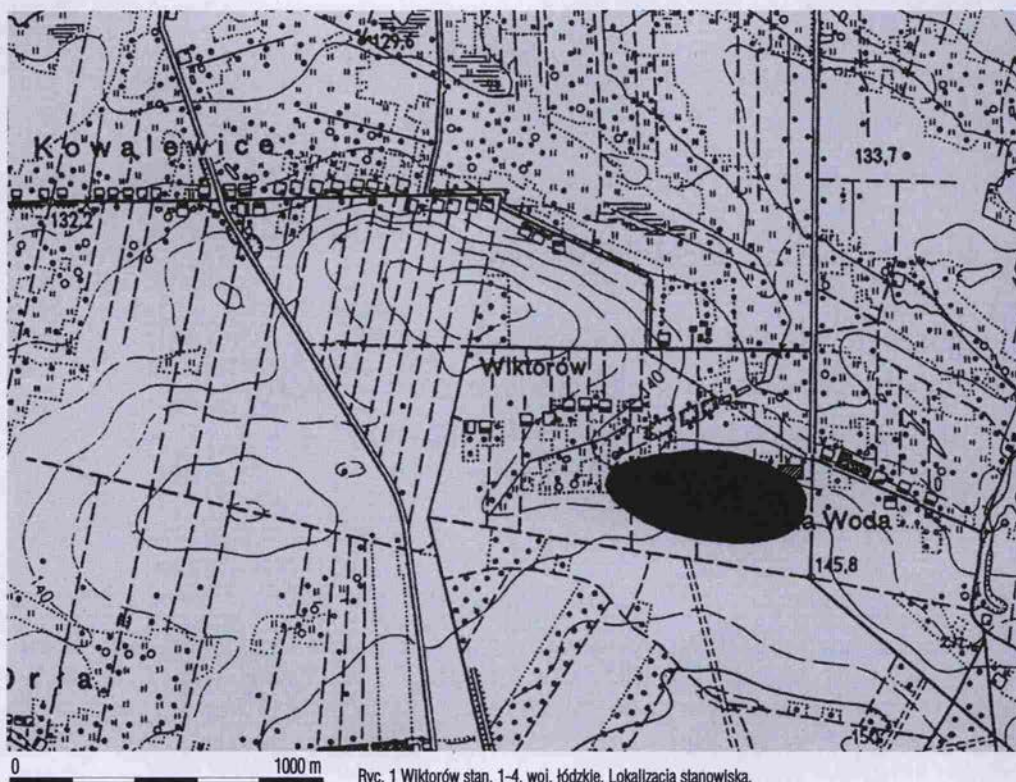 129,6
Kowalewice
133,7
132,2
Wiktorów
140
Woda
145,8
140
0 1000 m
Ryc. 1 Wiktorów stan. 1-4, woj. łódzkie. Lokalizacja stanowiska.